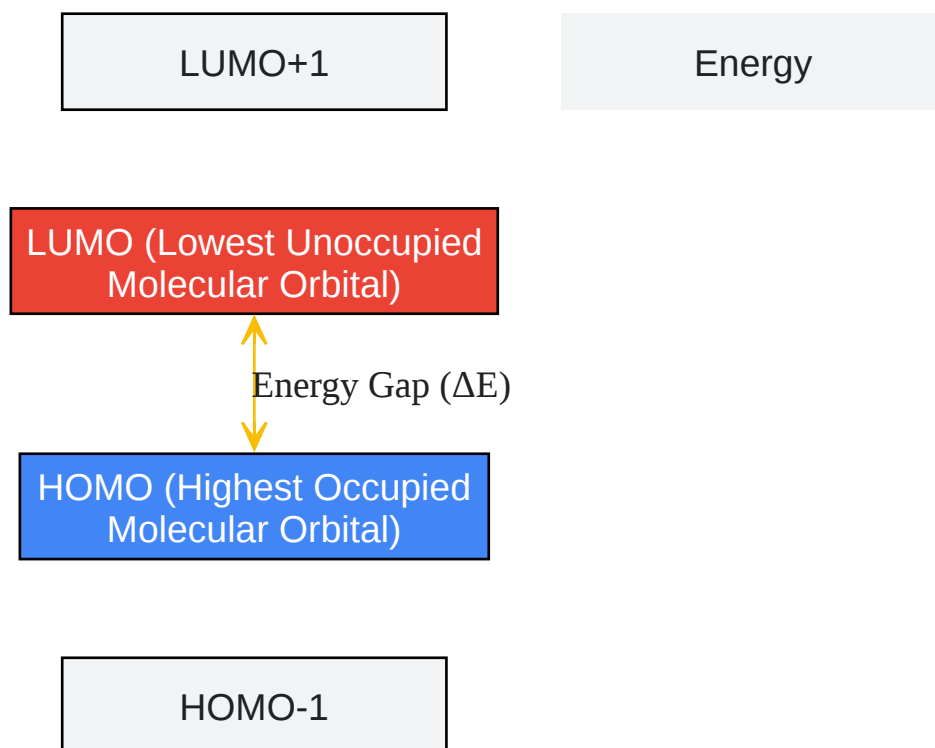 LUMO+1
Energy
LUMO (Lowest Unoccupied
Molecular Orbital)
Energy Gap (ΔE)
HOMO (Highest Occupied
Molecular Orbital)
HOMO-1